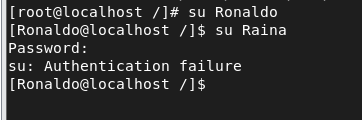 [root@localhost /]# su Ronaldo
[Ronaldo@localhost /]$ su Raina
Password:
su: Authentication failure
[Ronaldo@localhost /]$